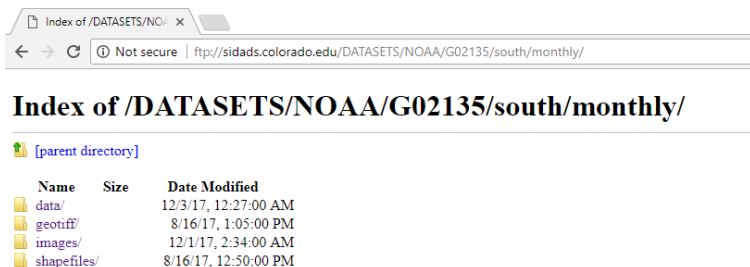 Index of /DATASETS/NOA
Not secure | ftp://sidads.colorado.edu/DATASETS/NOAA/G02135/south/monthly/
Index of /DATASETS/NOAA/G02135/south/monthly/
[parent directory]
Name Size Date Modified
data/ 12/3/17, 12:27:00 AM
geotiff/ 8/16/17, 1:05:00 PM
images/ 12/1/17, 2:34:00 AM
shapefiles/ 8/16/17, 12:50:00 PM